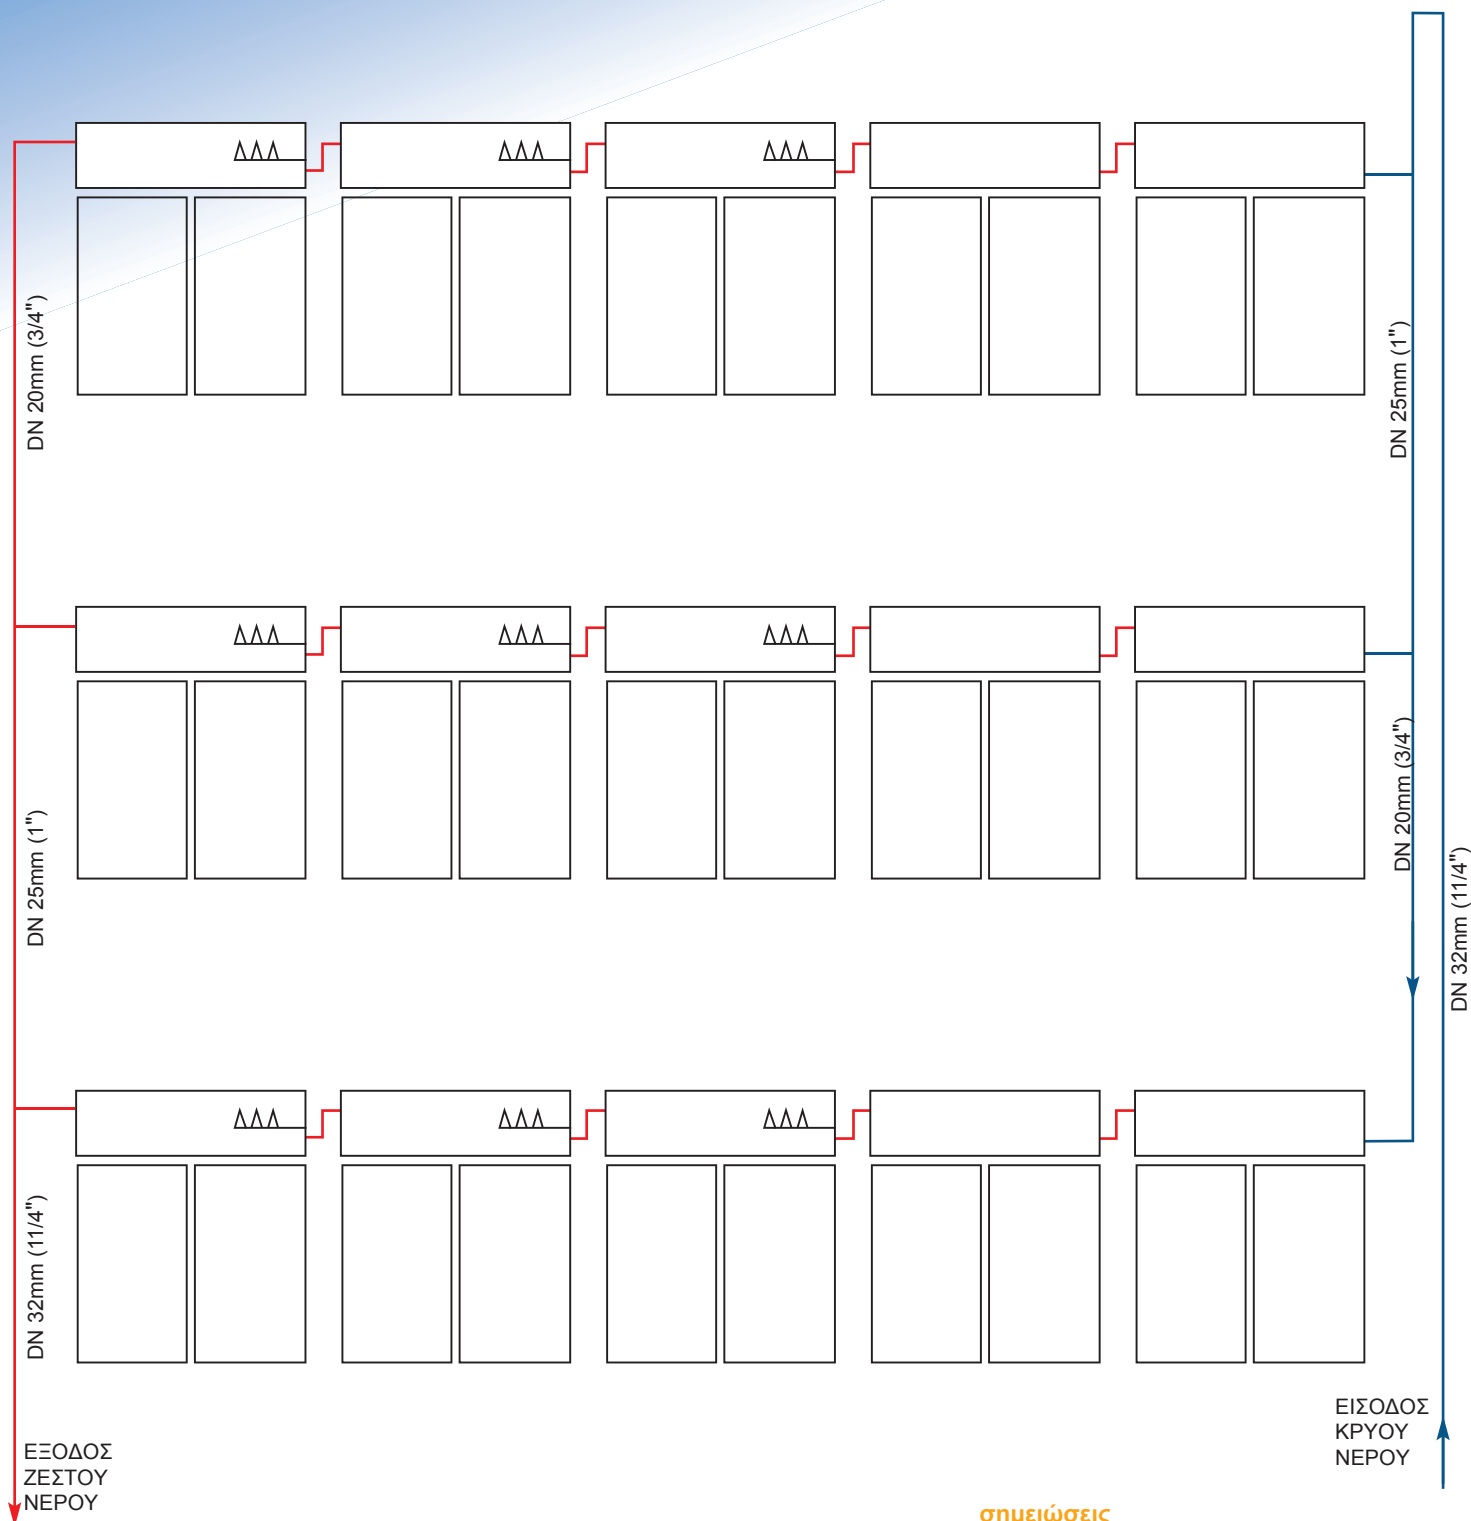 DN 20mm (3/4")
DN 25mm (1")
DN 25mm (1")
DN 20mm (3/4")
DN 32mm (11/4")
DN 32mm (11/4")
ΕΞΟΔΟΣ
ΖΕΣΤΟΥ
ΝΕΡΟΥ
ΕΙΣΟΔΟΣ
ΚΡΥΟΥ
ΝΕΡΟΥ
σημειώσεις